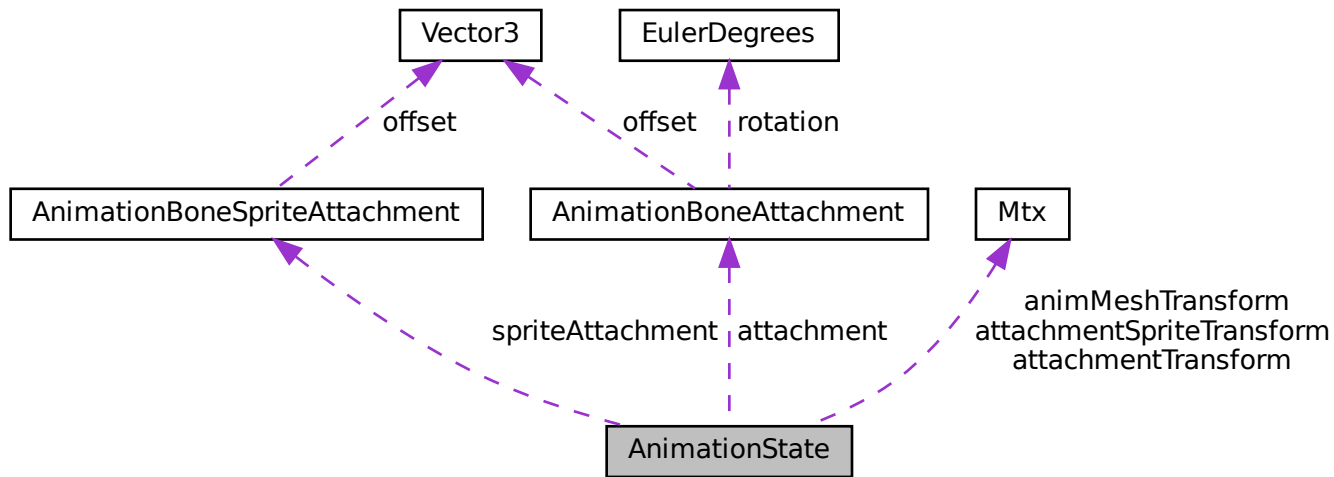 Vector3
EulerDegrees
offset
offset
rotation
AnimationBoneSpriteAttachment
AnimationBoneAttachment
Mtx
spriteAttachment
attachment
animMeshTransform
attachmentSpriteTransform
attachmentTransform
AnimationState